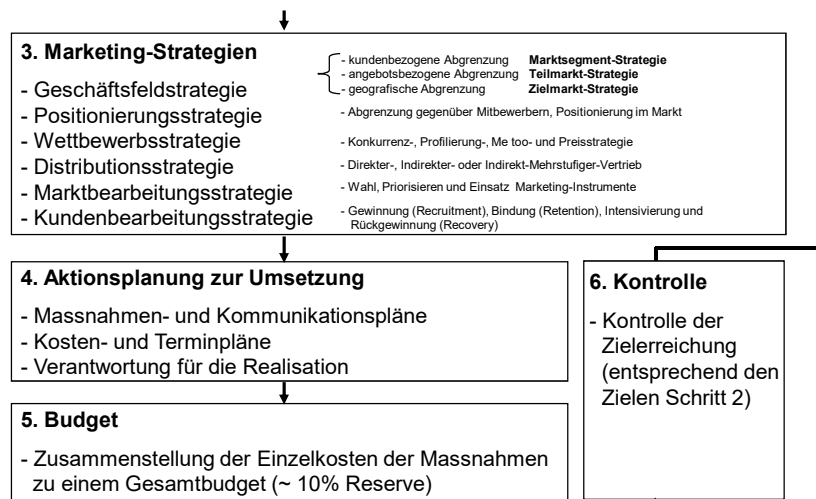 3. Marketing-Strategien
- Geschäftsfeldstrategie
- kundenbezogene Abgrenzung Marktsegment-Strategie
- angebotsbezogene Abgrenzung Teilmarkt-Strategie
- geografische Abgrenzung Zielmarkt-Strategie
- Positionierungsstrategie - Abgrenzung gegenüber Mitbewerbern, Positionierung im Markt
- Wettbewerbsstrategie - Konkurrenz-, Profilierung-, Me too- und Preisstrategie
- Distributionsstrategie - Direkter-, Indirekter- oder Indirekt-Mehrstufiger-Vertrieb
- Marktbearbeitungsstrategie - Wahl, Priorisieren und Einsatz Marketing-Instrumente
- Kundenbearbeitungsstrategie - Gewinnung (Recruitment), Bindung (Retention), Intensivierung und
Rückgewinnung (Recovery)
4. Aktionsplanung zur Umsetzung
- Massnahmen- und Kommunikationspläne
- Kosten- und Terminpläne
- Verantwortung für die Realisation
5. Budget
- Zusammenstellung der Einzelkosten der Massnahmen
zu einem Gesamtbudget (~ 10% Reserve)
6. Kontrolle
- Kontrolle der
Zielerreichung
(entsprechend den
Zielen Schritt 2)